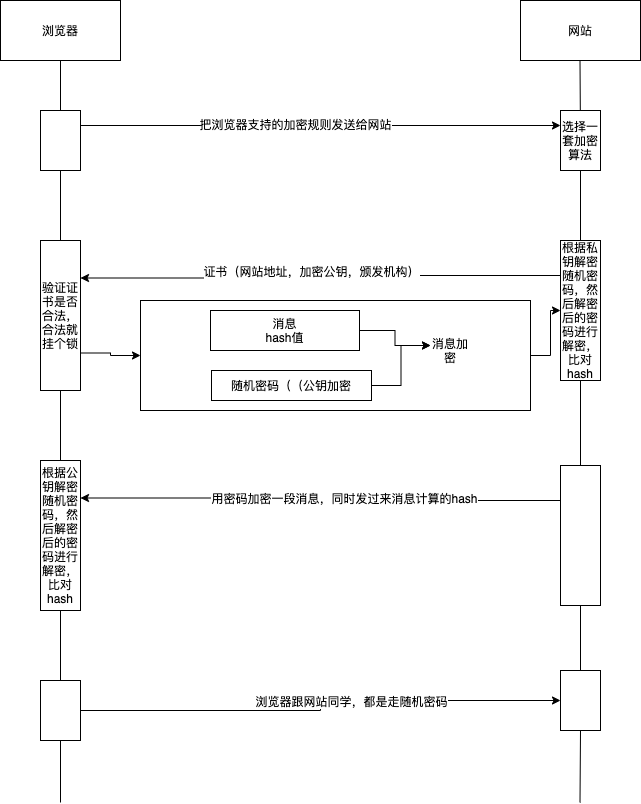 浏览器
网站
把浏览器支持的加密规则发送给网站
选择一
套加密
算法
证书（网站地址，加密公钥，颁发机构）
验证证
书是否
合法，
合法就
挂个锁
消息
hash值
随机密码（（公钥加密
消息加
密
根据私
钥解密
随机密
码，然
后解密
后的密
码进行
解密，
比对
hash
用密码加密一段消息，同时发过来消息计算的hash
根据公
钥解密
随机密
码，然
后解密
后的密
码进行
解密，
比对
hash
浏览器跟网站同学，都是走随机密码